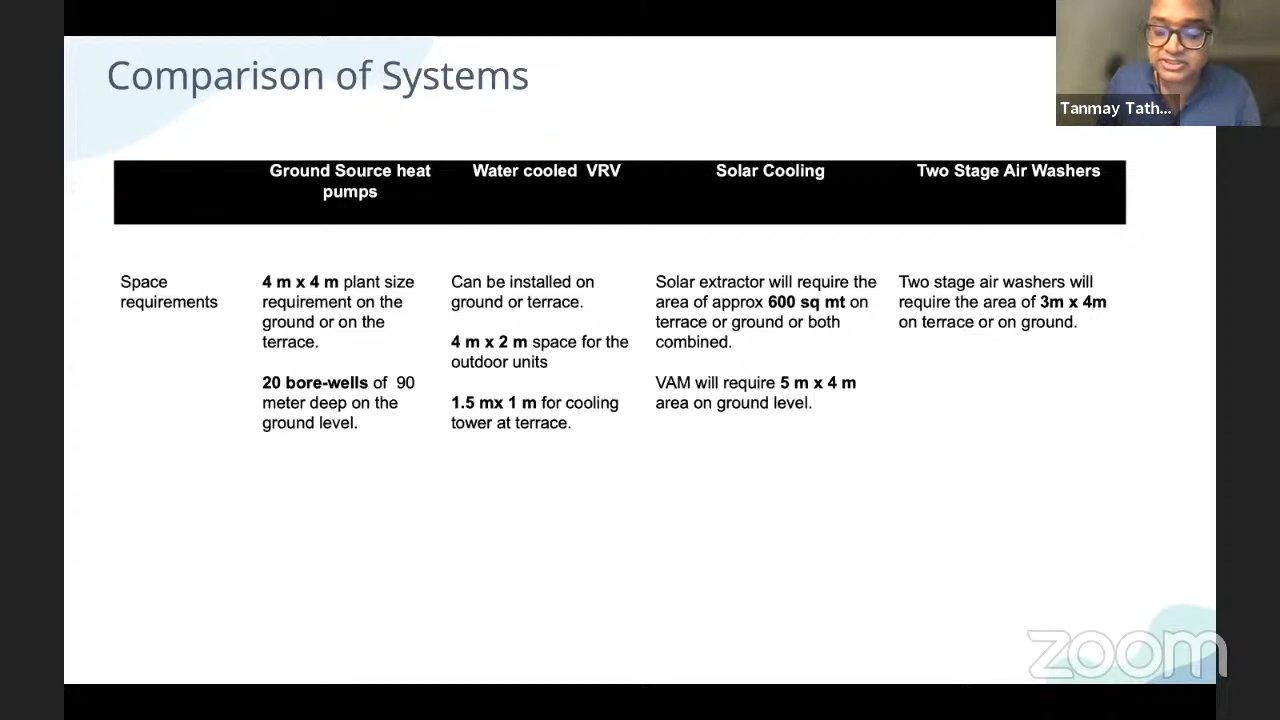 Comparison of Systems
Tanmay Tath...
Ground Source heat
pumps
Water cooled  VRV
Solar Cooling
Two Stage Air Washers
Space
requirements
4 m x 4 m plant size
requirement on the
ground or on the
terrace.
20 bore-wells of  90
meter deep on the
ground level.
Can be installed on
ground or terrace.
4 m x 2 m space for the
outdoor units
1.5 mx 1 m for cooling
tower at terrace.
Solar extractor will require the
area of approx 600 sq mt on
terrace or ground or both
combined.
VAM will require 5 m x 4 m
area on ground level.
Two stage air washers will
require the area of 3m x 4m
on terrace or on ground.
zoom